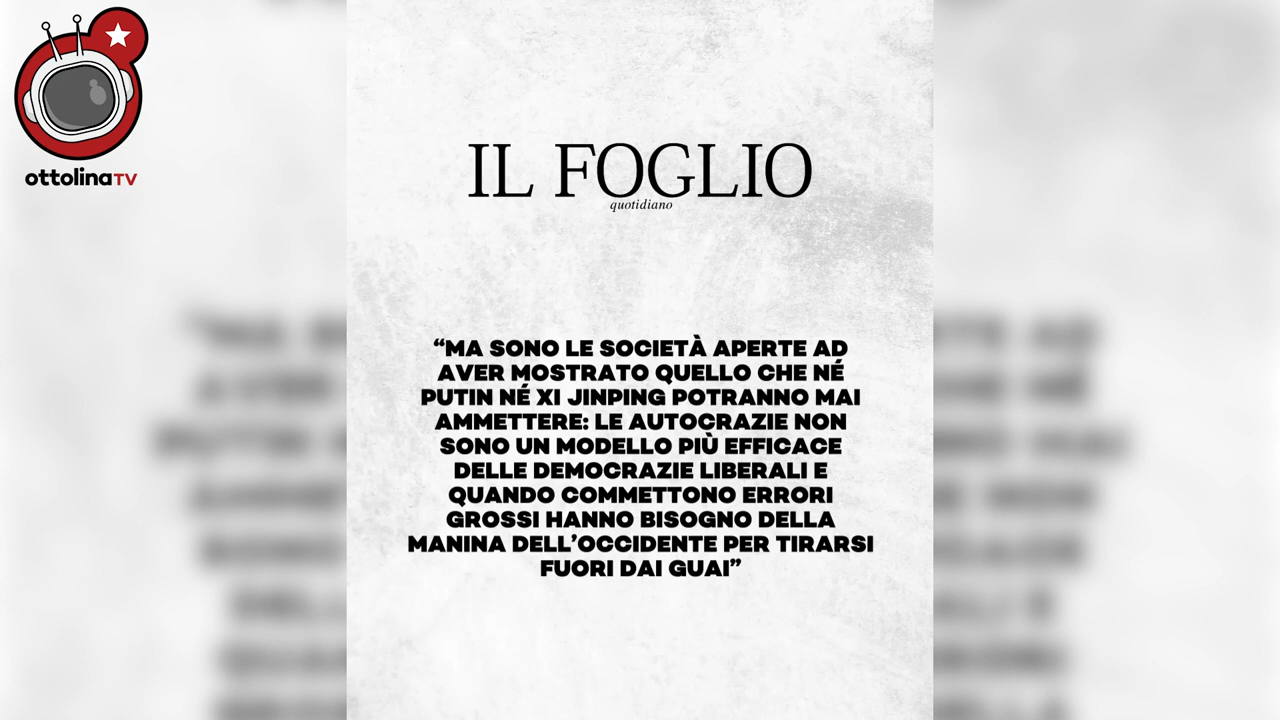 ottolinaTV
IL FOGLIO
quotidiano
“MA SONO LE SOCIETÀ APERTE AD
AVER MOSTRATO QUELLO CHE NÉ
PUTIN NÉ XI JINPING POTRANNO MAI
AMMETTERE: LE AUTOCRAZIE NON
SONO UN MODELLO PIÙ EFFICACE
DELLE DEMOCRAZIE LIBERALI E
QUANDO COMMETTONO ERRORI
GROSSI HANNO BISOGNO DELLA
MANINA DELL’OCCIDENTE PER TIRARSI
FUORI DAI GUAI”